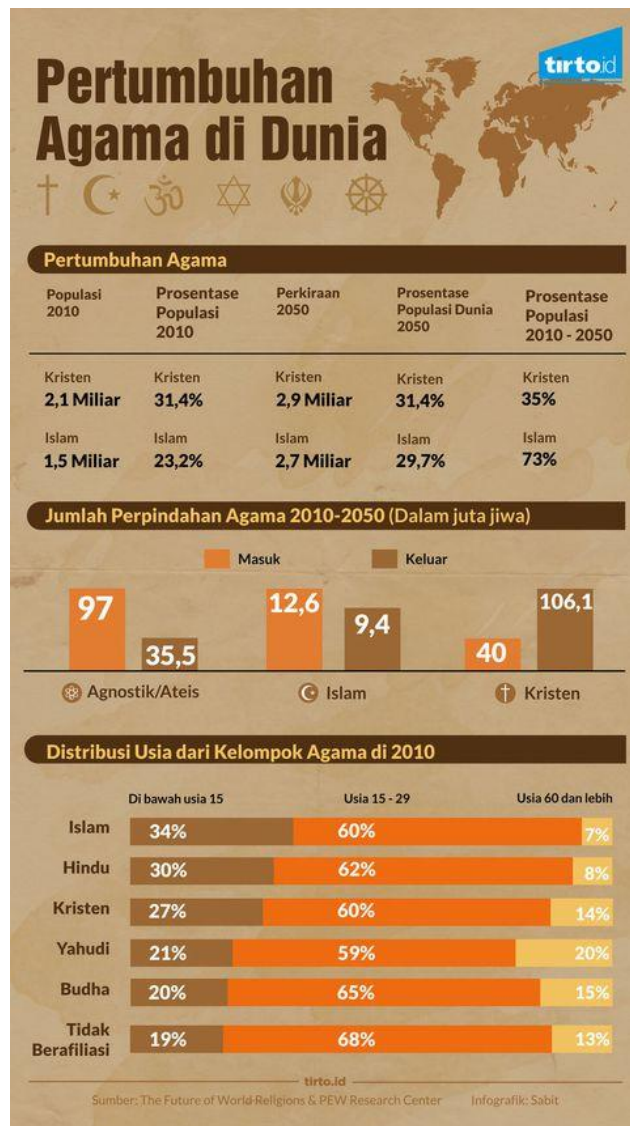 tirto.id
Pertumbuhan
Agama di Dunia
Pertumbuhan Agama
Populasi
2010
Prosentase
Populasi
2010
Perkiraan
2050
Prosentase
Populasi Dunia
2050
Prosentase
Populasi
2010 - 2050
Kristen Kristen Kristen Kristen Kristen
2,1 Miliar 31,4% 2,9 Miliar 31,4% 35%
Islam Islam Islam Islam Islam
1,5 Miliar 23,2% 2,7 Miliar 29,7% 73%
Jumlah Perpindahan Agama 2010-2050 (Dalam juta jiwa)
Masuk Keluar
97 35,5 12,6 9,4 40 106,1
Agnostik/Ateis Islam Kristen
Distribusi Usia dari Kelompok Agama di 2010
Di bawah usia 15 Usia 15 - 29 Usia 60 dan lebih
Islam 34% 60% 7%
Hindu 30% 62% 8%
Kristen 27% 60% 14%
Yahudi 21% 59% 20%
Budha 20% 65% 15%
Tidak
Berafiliasi 19% 68% 13%
tirto.id
Sumber: The Future of World Religions & PEW Research Center Infografik: Sabit